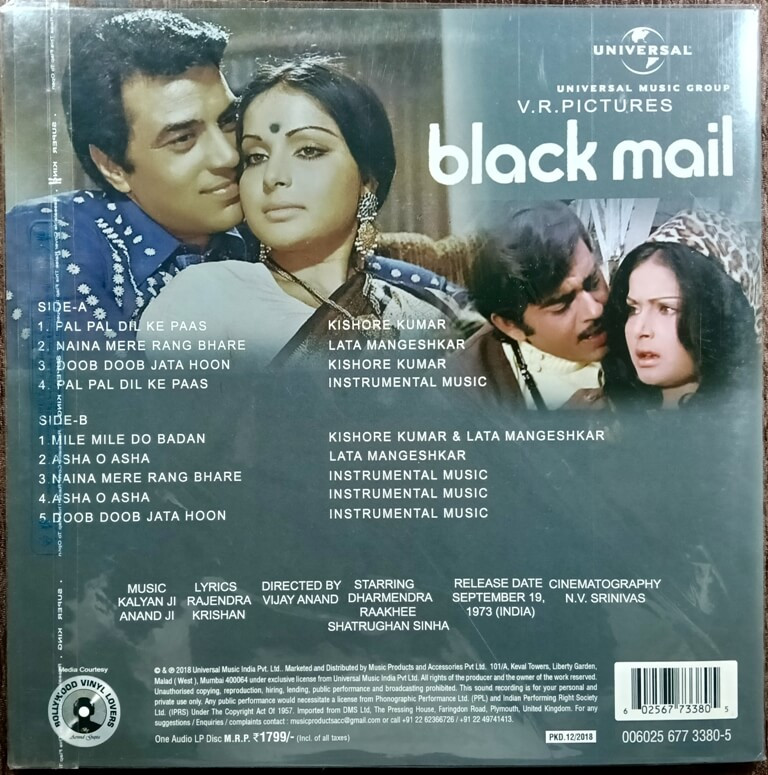 UNIVERSAL
UNIVERSAL MUSIC GROUP
V.R.PICTURES
black mail
SIDE-A
1. PAL PAL DIL KE PAAS KISHORE KUMAR
2. NAINA MERE RANG BHARE LATA MANGESHKAR
3. DOOB DOOB JATA HOON KISHORE KUMAR
4. PAL PAL DIL KE PAAS INSTRUMENTAL MUSIC
SIDE-B
1.MILE MILE DO BADAN KISHORE KUMAR & LATA MANGESHKAR
2.ASHA O ASHA LATA MANGESHKAR
3.NAINA MERE RANG BHARE INSTRUMENTAL MUSIC
4.ASHA O ASHA INSTRUMENTAL MUSIC
5.DOOB DOOB JATA HOON INSTRUMENTAL MUSIC
MUSIC
KALYAN JI
ANAND JI
LYRICS
RAJENDRA
KRISHAN
DIRECTED BY
VIJAY ANAND
STARRING
DHARMENDRA
RAAKHEE
SHATRUGHAN SINHA
RELEASE DATE
SEPTEMBER 19,
1973 (INDIA)
CINEMATOGRAPHY
N.V. SRINIVAS
Media Courtesy
BOLLYWOOD VINYL LOVERS
© & ℗ 2018 Universal Music India Pvt. Ltd.. Marketed and Distributed by Music Products and Accessories Pvt Ltd. 101/A, Keval Towers, Liberty Garden,
Malad ( West ), Mumbai 400064 under exclusive license from Universal Music India Pvt Ltd. All rights of the producer and the owner of the work reserved.
Unauthorised copying, reproduction, hiring, lending, public performance and broadcasting prohibited. This sound recording is for your personal and
private use only. Any public performance would necessitate a license from Phonographic Performance Ltd. (PPL) and Indian Performing Right Society
Ltd. (IPRS) Under The Copyright Act Of 1957. Imported from DMS Ltd, The Pressing House, Faringdon Road, Plymouth, United Kingdom. For any
suggestions / Enquiries / complaints contact : musicproductsacc@gmail.com or call +91 22 62366726 / +91 22 49741413.
One Audio LP Disc M.R.P. ₹1799/- (Incl. of all taxes)
PKD.12/2018
6 02567 73380 5
006025 677 3380-5